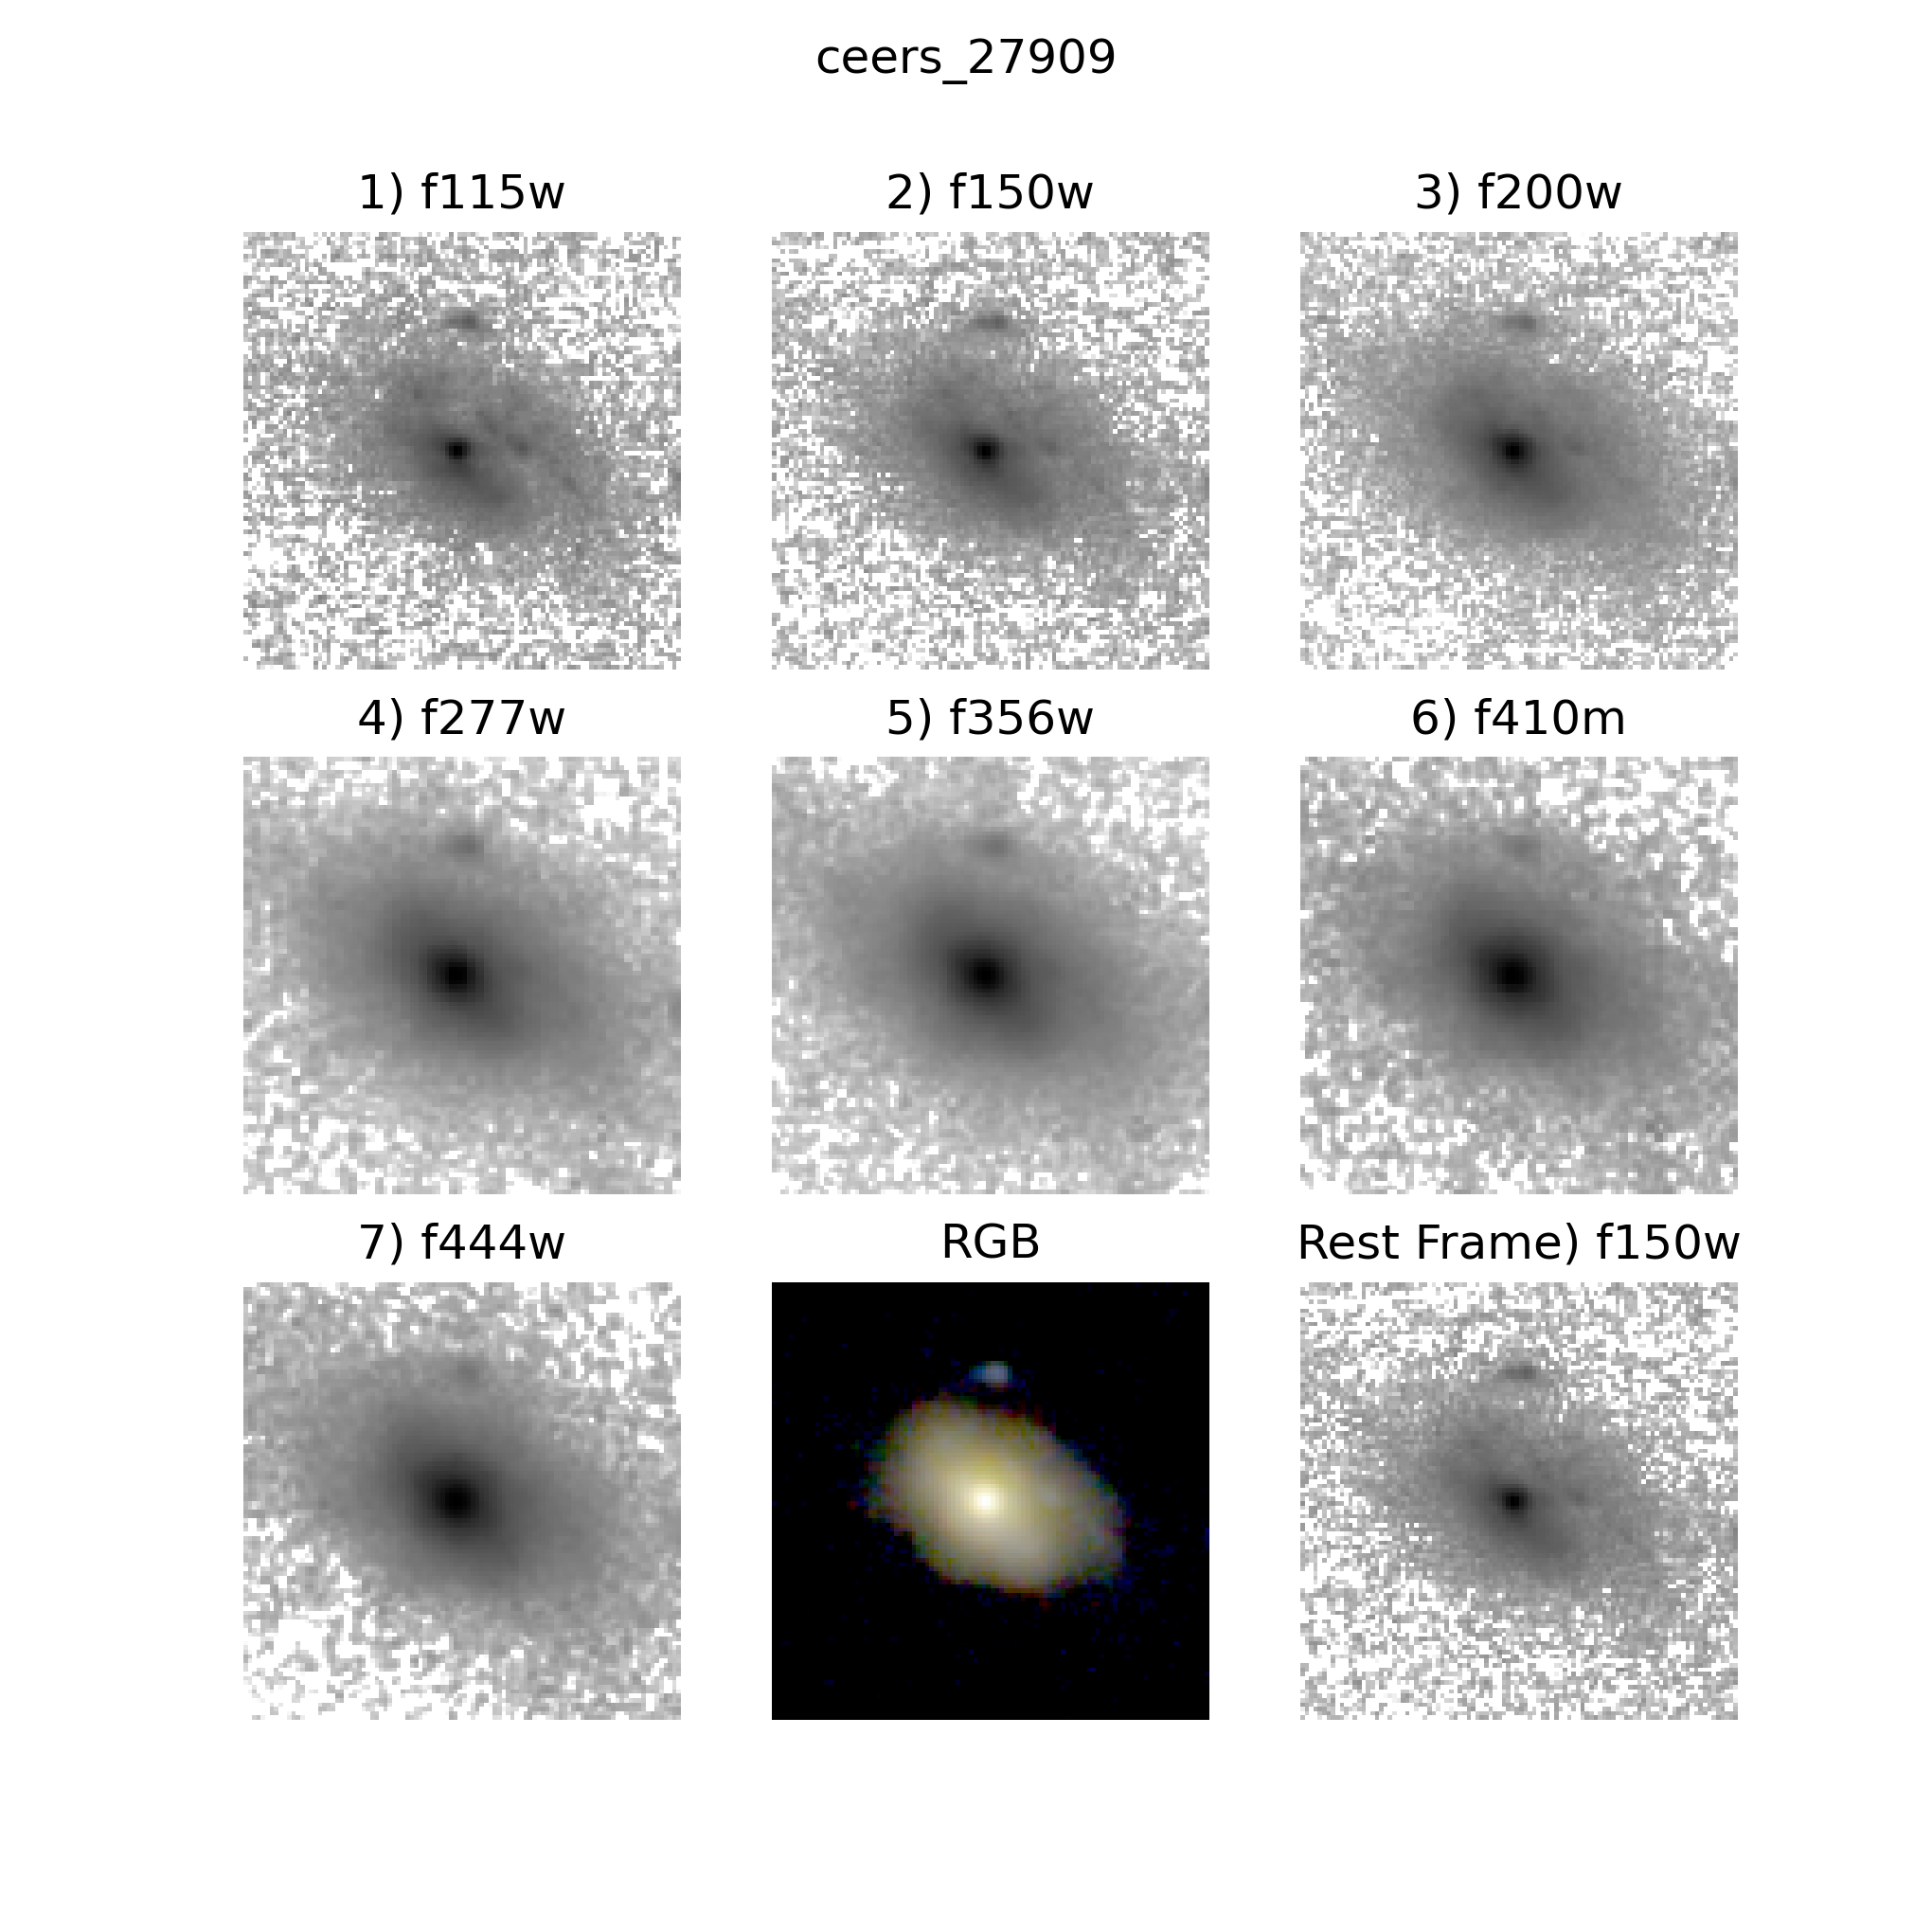 ceers_27909
1) f115w
2) f150w
3) f200w
4) f277w
5) f356w
6) f410m
7) f444w
RGB
Rest Frame) f150w